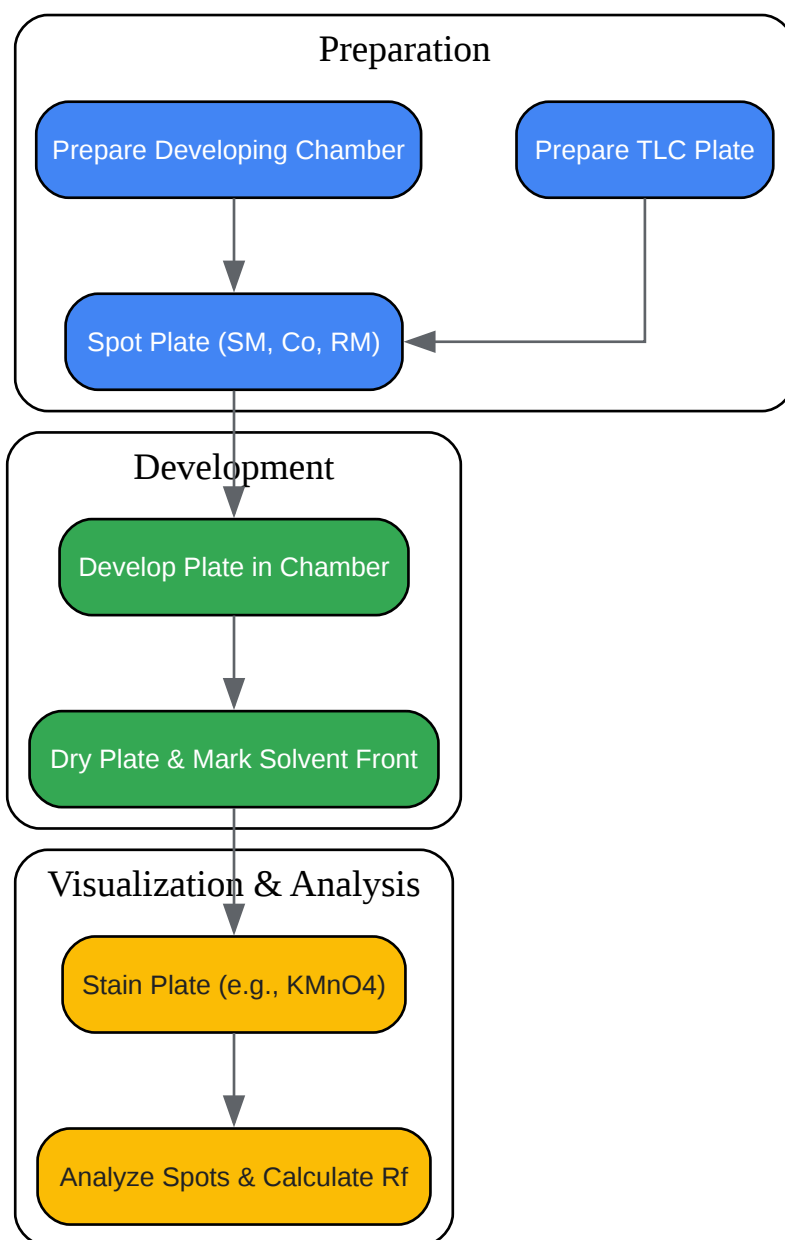 Preparation
Prepare Developing Chamber
Prepare TLC Plate
Spot Plate (SM, Co, RM)
Development
Develop Plate in Chamber
Dry Plate & Mark Solvent Front
Visualization & Analysis
Stain Plate (e.g., KMnO4)
Analyze Spots & Calculate Rf